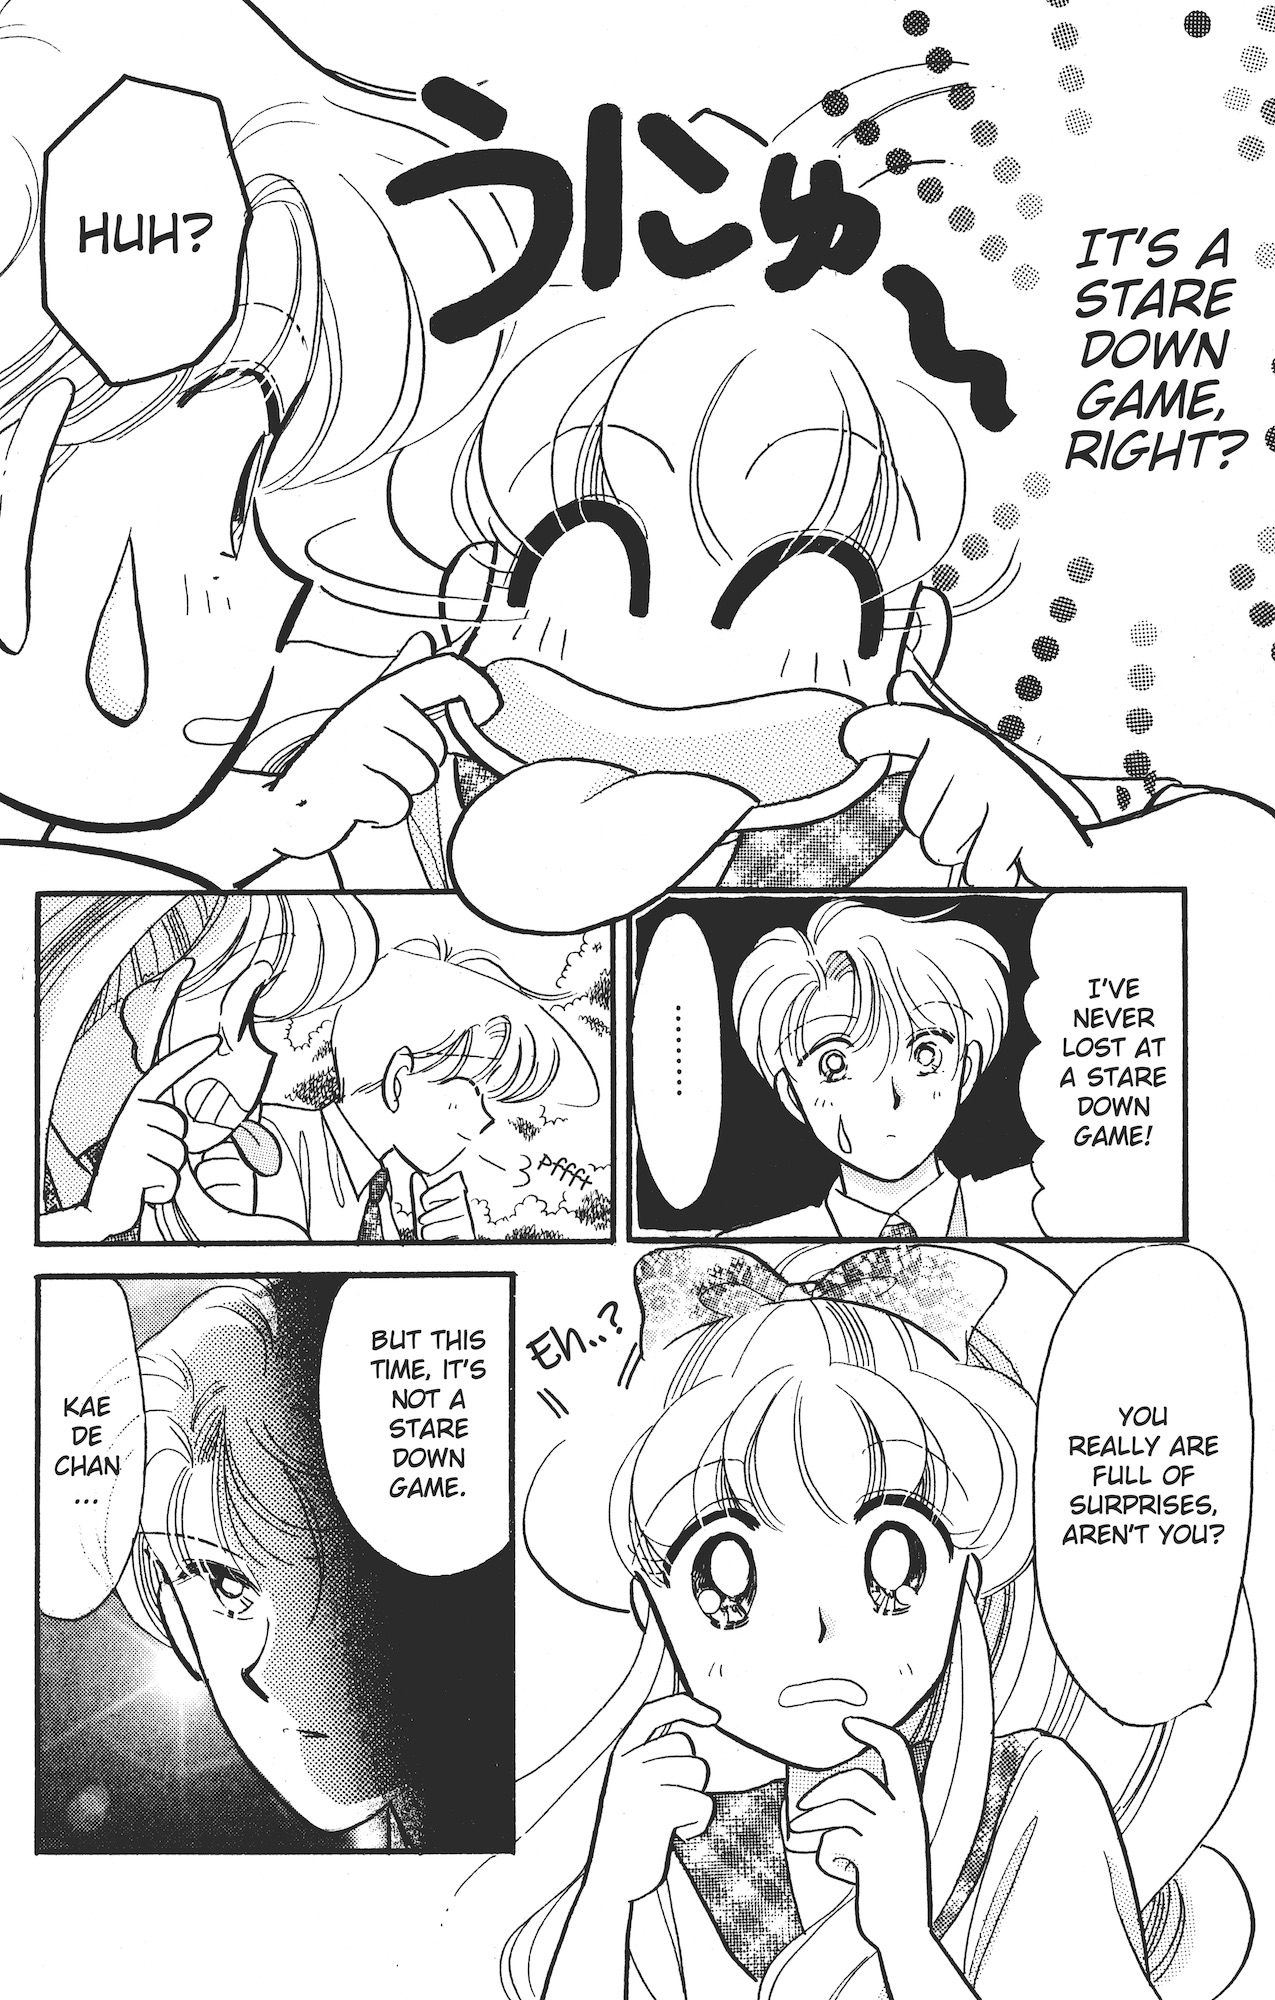 IT'S A
STARE
DOWN
GAME,
RIGHT?
うにゅ〜
HUH?
I'VE
NEVER
LOST AT
A STARE
DOWN
GAME!
.........
Pffft
YOU
REALLY ARE
FULL OF
SURPRISES,
AREN'T YOU?
Eh..?
BUT THIS
TIME, IT'S
NOT A
STARE
DOWN
GAME.
KAE
DE
CHAN
...